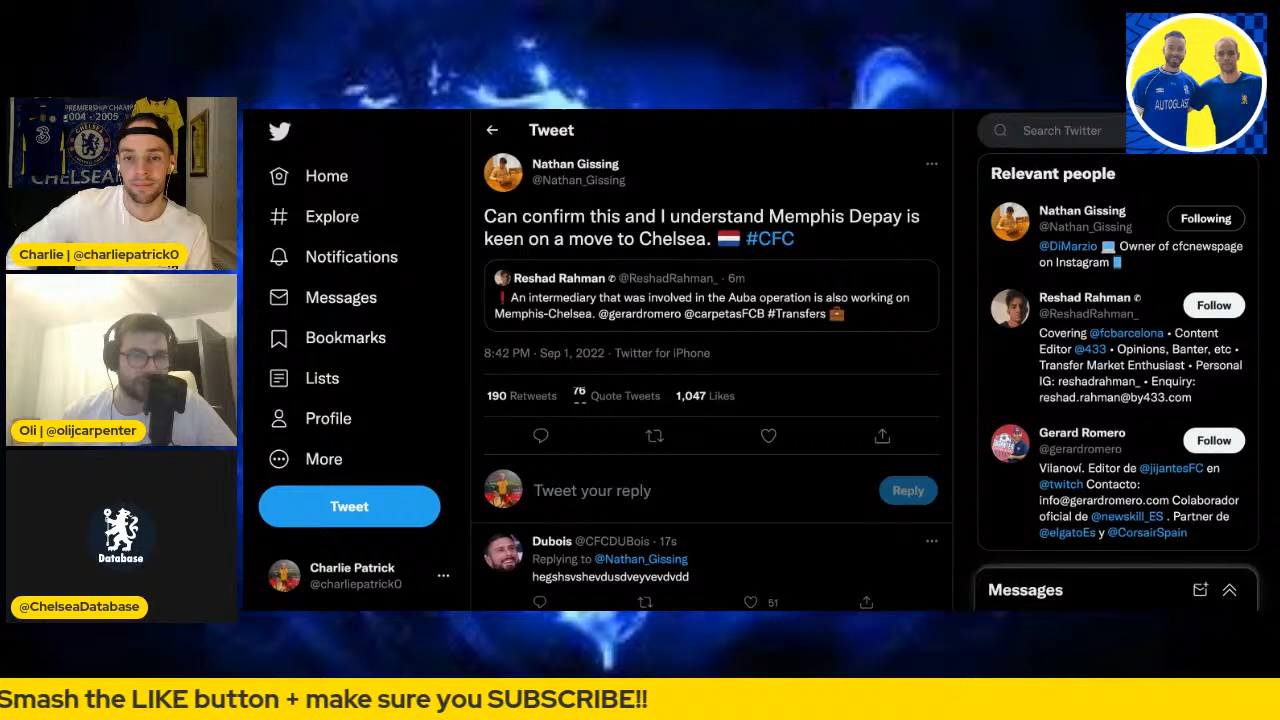 PREMIERSHIP CHAMP
2004 - 2005
CHELSEA
Charlie | @charliepatrick0
Oli | @olijcarpenter
Database
@ChelseaDatabase
Home
Explore
Notifications
Messages
Bookmarks
Lists
Profile
More
Tweet
Charlie Patrick
@charliepatrick0
Tweet
Nathan Gissing
@Nathan_Gissing
Can confirm this and I understand Memphis Depay is
keen on a move to Chelsea. 🇳🇱 #CFC
Reshad Rahman ✆ @ReshadRahman_ · 6m
❗ An intermediary that was involved in the Auba operation is also working on
Memphis-Chelsea. @gerardromero @carpetasFCB #Transfers 💼
8:42 PM · Sep 1, 2022 · Twitter for iPhone
190 Retweets 76 Quote Tweets 1,047 Likes
Tweet your reply
Reply
Dubois @CFCDUBois · 17s
Replying to @Nathan_Gissing
hegshsvshevdusdveyvevdvdd
51
AUTOGLASS
Search Twitter
Relevant people
Nathan Gissing
@Nathan_Gissing
Following
@DiMarzio 💻 Owner of cfcnewspage
on Instagram 📘
Reshad Rahman ✆
@ReshadRahman_
Follow
Covering @fcbarcelona • Content
Editor @433 • Opinions, Banter, etc •
Transfer Market Enthusiast • Personal
IG: reshadrahman_ • Enquiry:
reshad.rahman@by433.com
Gerard Romero
@gerardromero
Follow
Vilanoví. Editor de @jijantesFC en
@twitch Contacto:
info@gerardromero.com Colaborador
oficial de @newskill_ES . Partner de
@elgatoEs y @CorsairSpain
Messages
Smash the LIKE button + make sure you SUBSCRIBE!!